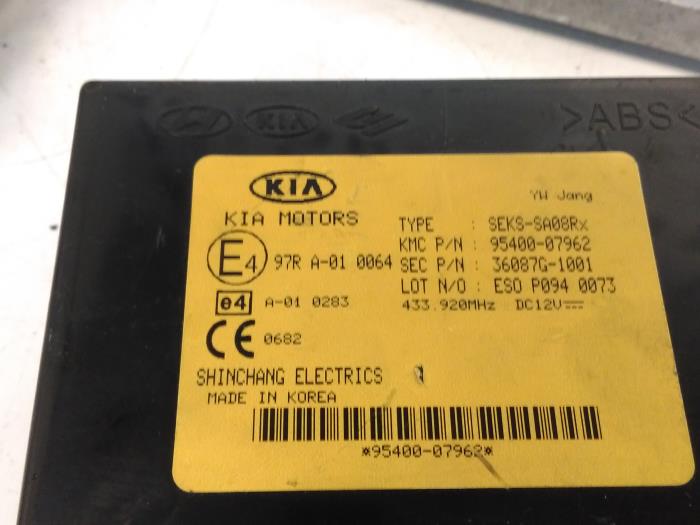 KIA >ABS<
KIA
YW Jang
KIA MOTORS
TYPE : SEKS-SA08Rx
KMC P/N : 95400-07962
E4 97R A-01 0064
SEC P/N : 36087G-1001
LOT N/O : ESO P094 0073
e4 A-01 0283
433.920MHz DC12V
CE 0682
SHINCHANG ELECTRICS
MADE IN KOREA
*95400-07962*